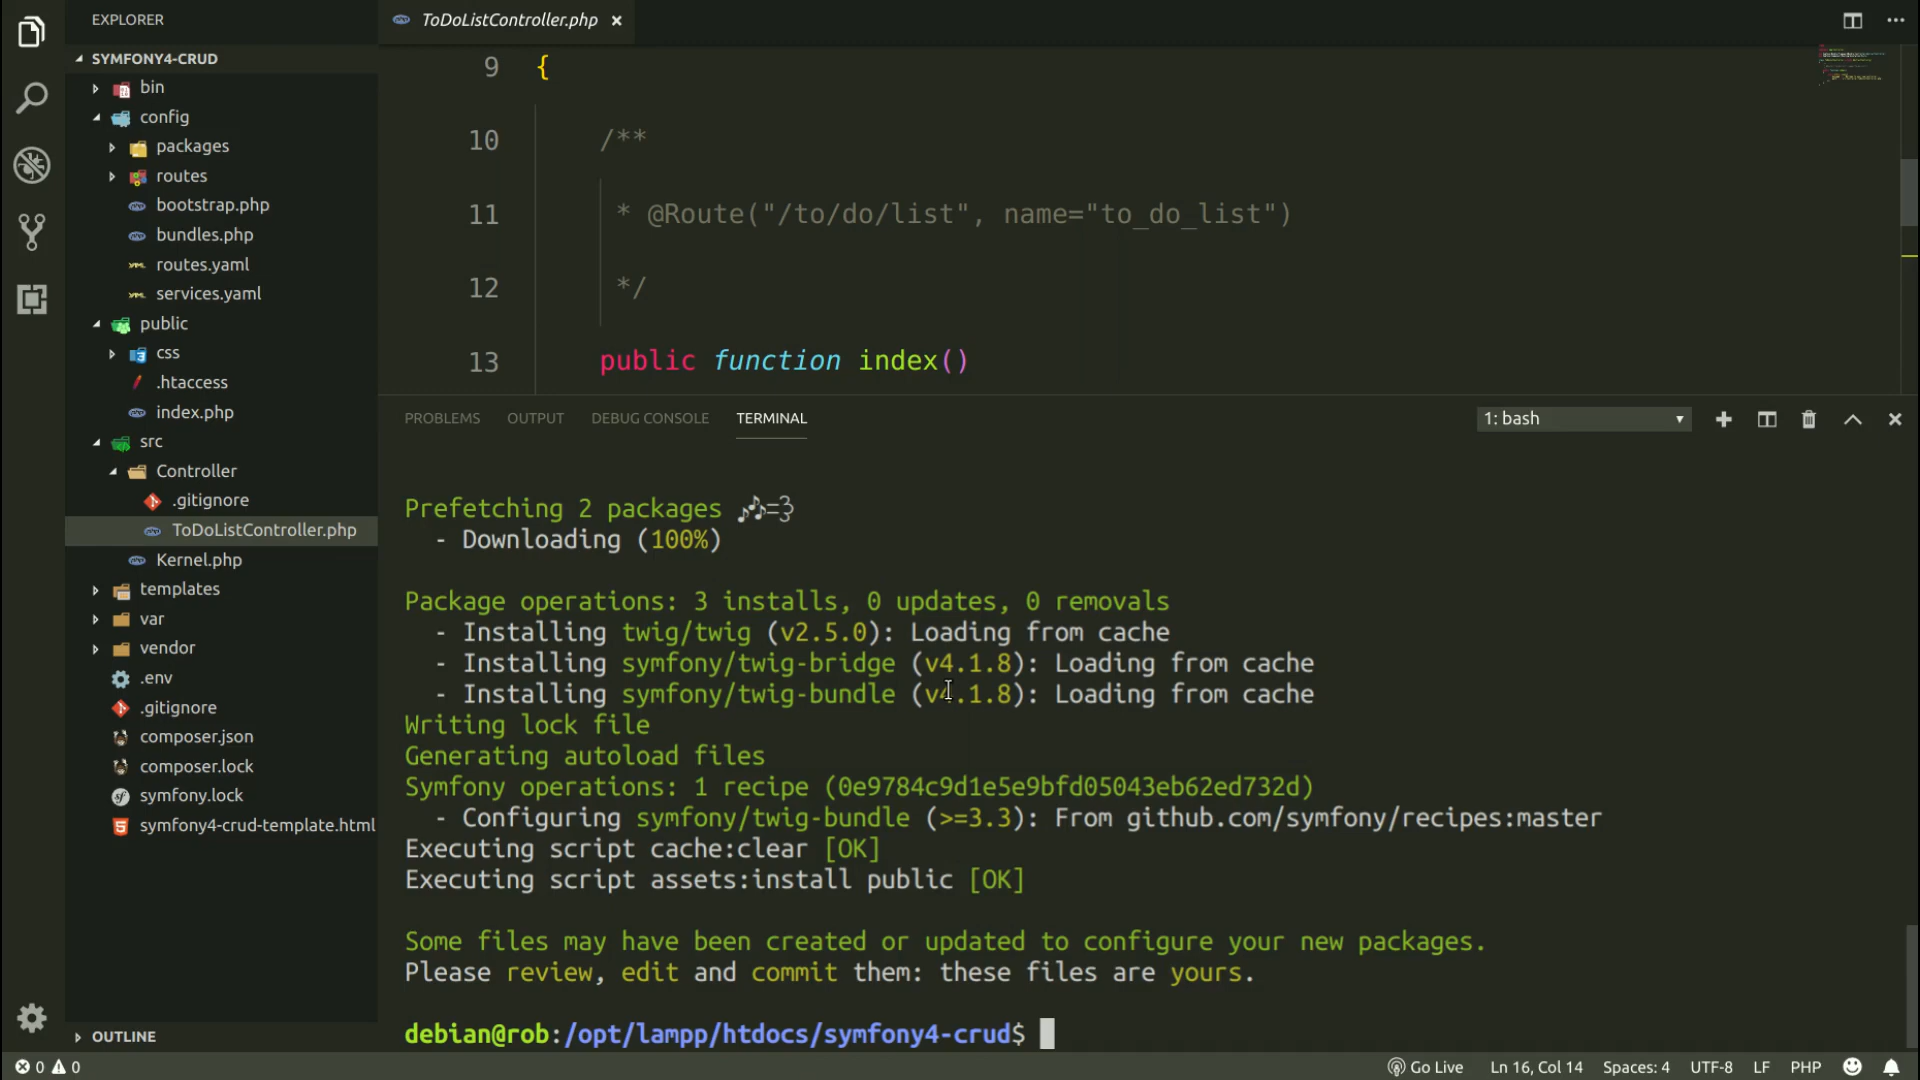 EXPLORER
SYMFONY4-CRUD
bin
config
packages
routes
bootstrap.php
bundles.php
routes.yaml
services.yaml
public
css
.htaccess
index.php
src
Controller
.gitignore
ToDoListController.php
Kernel.php
templates
var
vendor
.env
.gitignore
composer.json
composer.lock
symfony.lock
symfony4-crud-template.html
OUTLINE
ToDoListController.php
9 {
10 /**
11 * @Route("/to/do/list", name="to_do_list")
12 */
13 public function index()
PROBLEMS OUTPUT DEBUG CONSOLE TERMINAL 1: bash
Prefetching 2 packages 🎶💨
- Downloading (100%)
Package operations: 3 installs, 0 updates, 0 removals
- Installing twig/twig (v2.5.0): Loading from cache
- Installing symfony/twig-bridge (v4.1.8): Loading from cache
- Installing symfony/twig-bundle (v4.1.8): Loading from cache
Writing lock file
Generating autoload files
Symfony operations: 1 recipe (0e9784c9d1e5e9bfd05043eb62ed732d)
- Configuring symfony/twig-bundle (>=3.3): From github.com/symfony/recipes:master
Executing script cache:clear [OK]
Executing script assets:install public [OK]
Some files may have been created or updated to configure your new packages.
Please review, edit and commit them: these files are yours.
debian@rob:/opt/lampp/htdocs/symfony4-crud$
0 0 Go Live Ln 16, Col 14 Spaces: 4 UTF-8 LF PHP